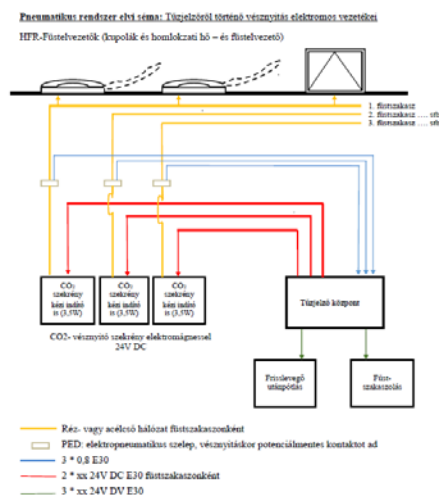 Pneumatikus rendszer elvi séma: Tűzjelzőről történő vésznyitás elektromos vezetékei
HFR-Füstelvezetők (kupolák és homlokzati hő – és füstelvezető)
1. füstszakasz
2. füstszakasz ..... stb
3. füstszakasz ..... stb
CO2 szekrény kézi indító is (3,5W)
CO2 szekrény kézi indító is (3,5W)
CO2 szekrény kézi indító is (3,5W)
Tűzjelző központ
CO2- vésznyitó szekrény elektromágnessel
24V DC
Frisslevegő utánpótlás
Füst-szakaszolás
Réz- vagy acélcső hálózat füstszakaszonként
PED: elektropneumatikus szelep, vésznyitáskor potenciálmentes kontaktot ad
3 * 0,8 E30
2 * xx 24V DC E30 füstszakaszonként
3 * xx 24V DV E30